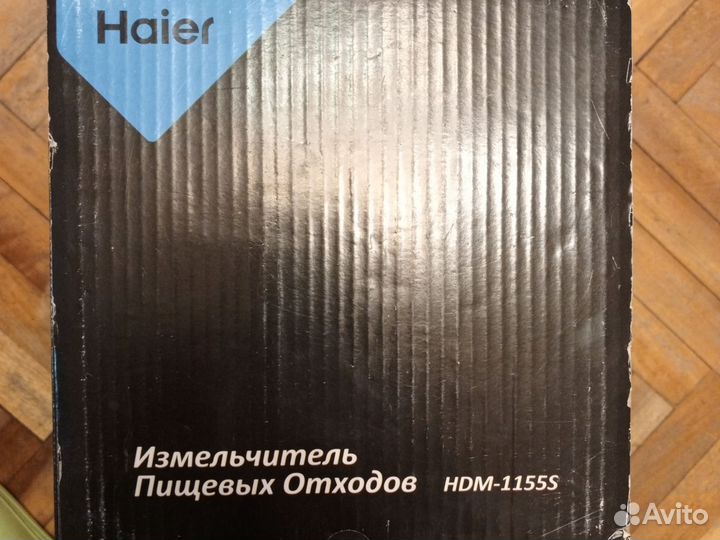 Haier
Измельчитель
Пищевых Отходов HDM-1155S
Avito